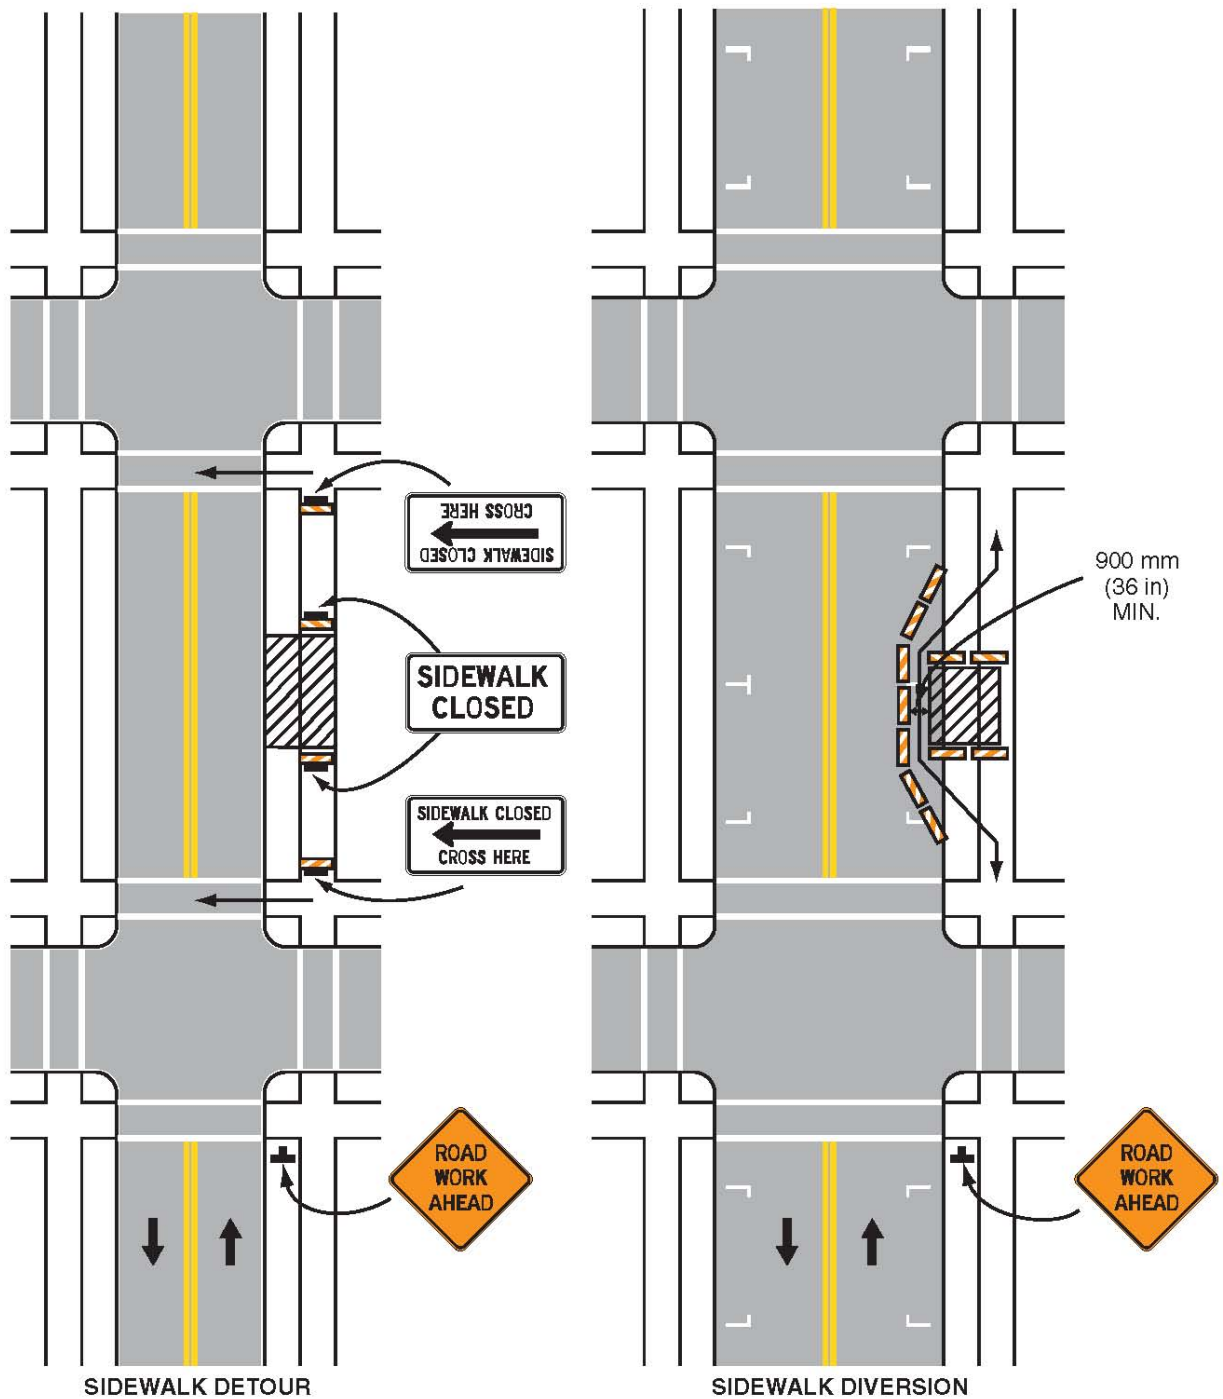 CROSS HERE
SIDEWALK CLOSED
900 mm
(36 in)
MIN.
SIDEWALK
CLOSED
SIDEWALK CLOSED
CROSS HERE
ROAD
WORK
AHEAD
ROAD
WORK
AHEAD
SIDEWALK DETOUR
SIDEWALK DIVERSION